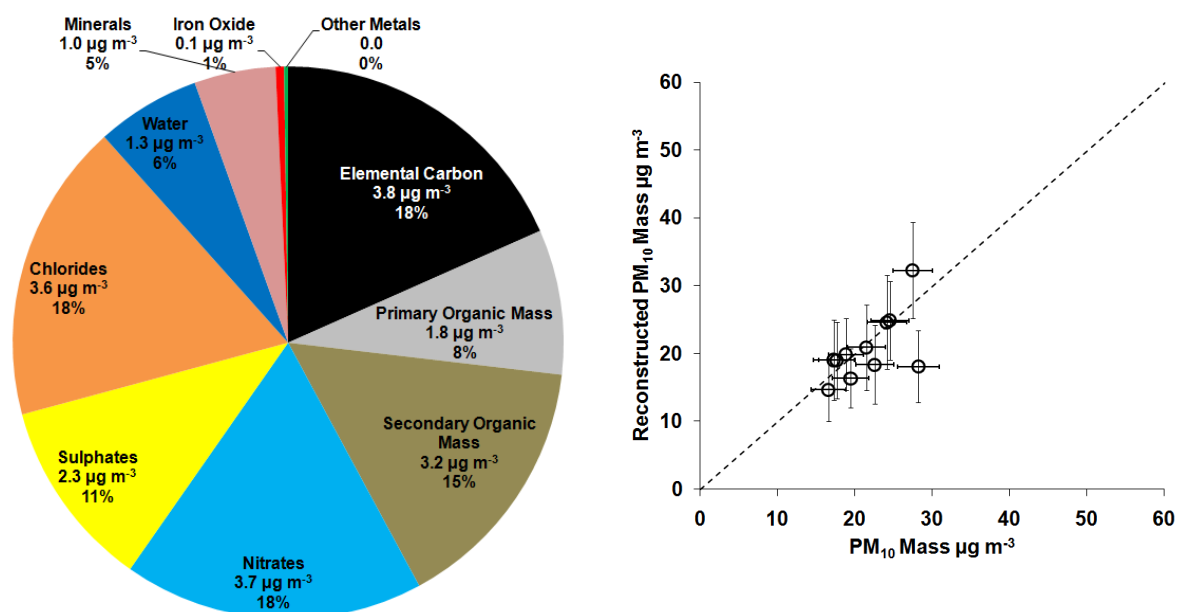 Minerals
1.0 µg m⁻³
5%
Iron Oxide
0.1 µg m⁻³
1%
Other Metals
0.0
0%
Elemental Carbon
3.8 µg m⁻³
18%
Primary Organic Mass
1.8 µg m⁻³
8%
Secondary Organic
Mass
3.2 µg m⁻³
15%
Nitrates
3.7 µg m⁻³
18%
Sulphates
2.3 µg m⁻³
11%
Chlorides
3.6 µg m⁻³
18%
Water
1.3 µg m⁻³
6%
Reconstructed PM₁₀ Mass µg m⁻³
60
50
40
30
20
10
0
0 10 20 30 40 50 60
PM₁₀ Mass µg m⁻³